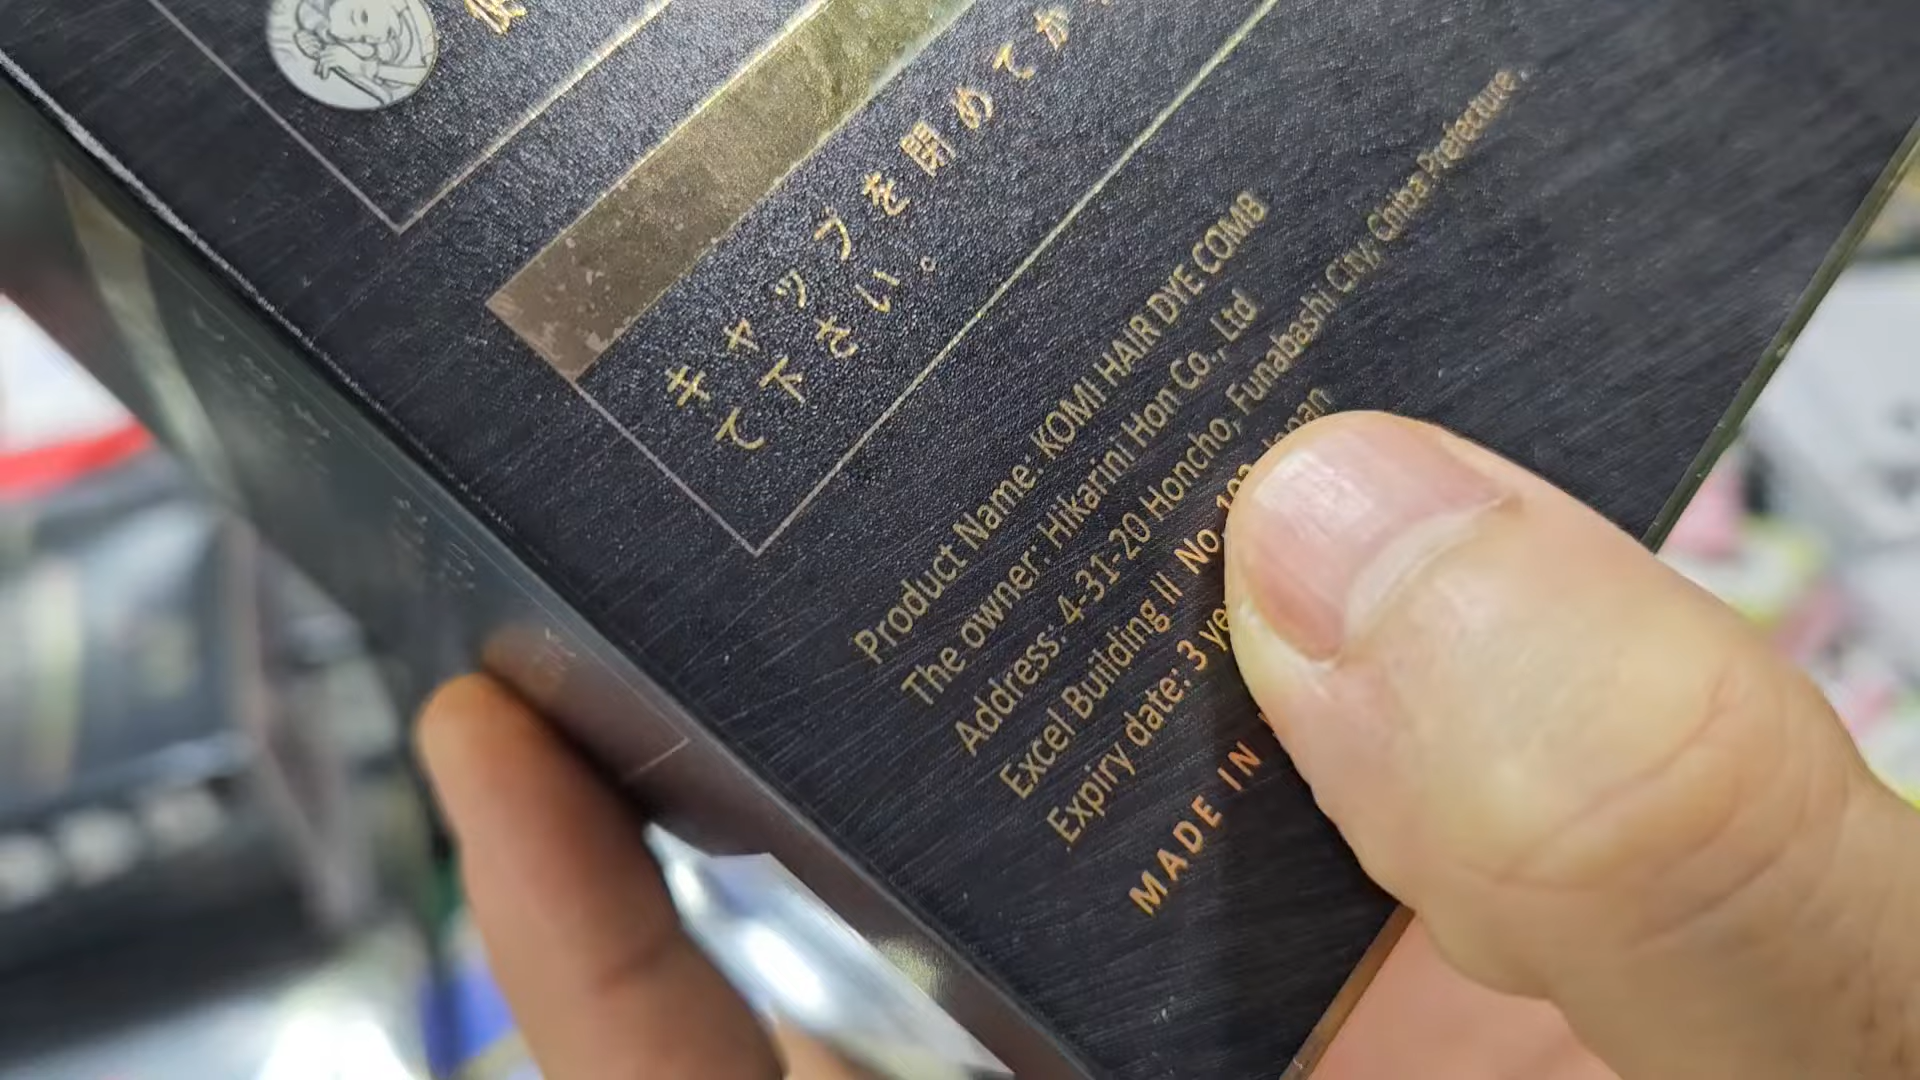 キャップを閉めてか
て下さい。
Product Name: KOMI HAIR DYE COMB
The owner: Hikarini Hon Co., Ltd
Address: 4-31-20 Honcho, Funabashi City, Chiba Prefecture.
Excel Building II No.
Expiry date: 3
MADE IN